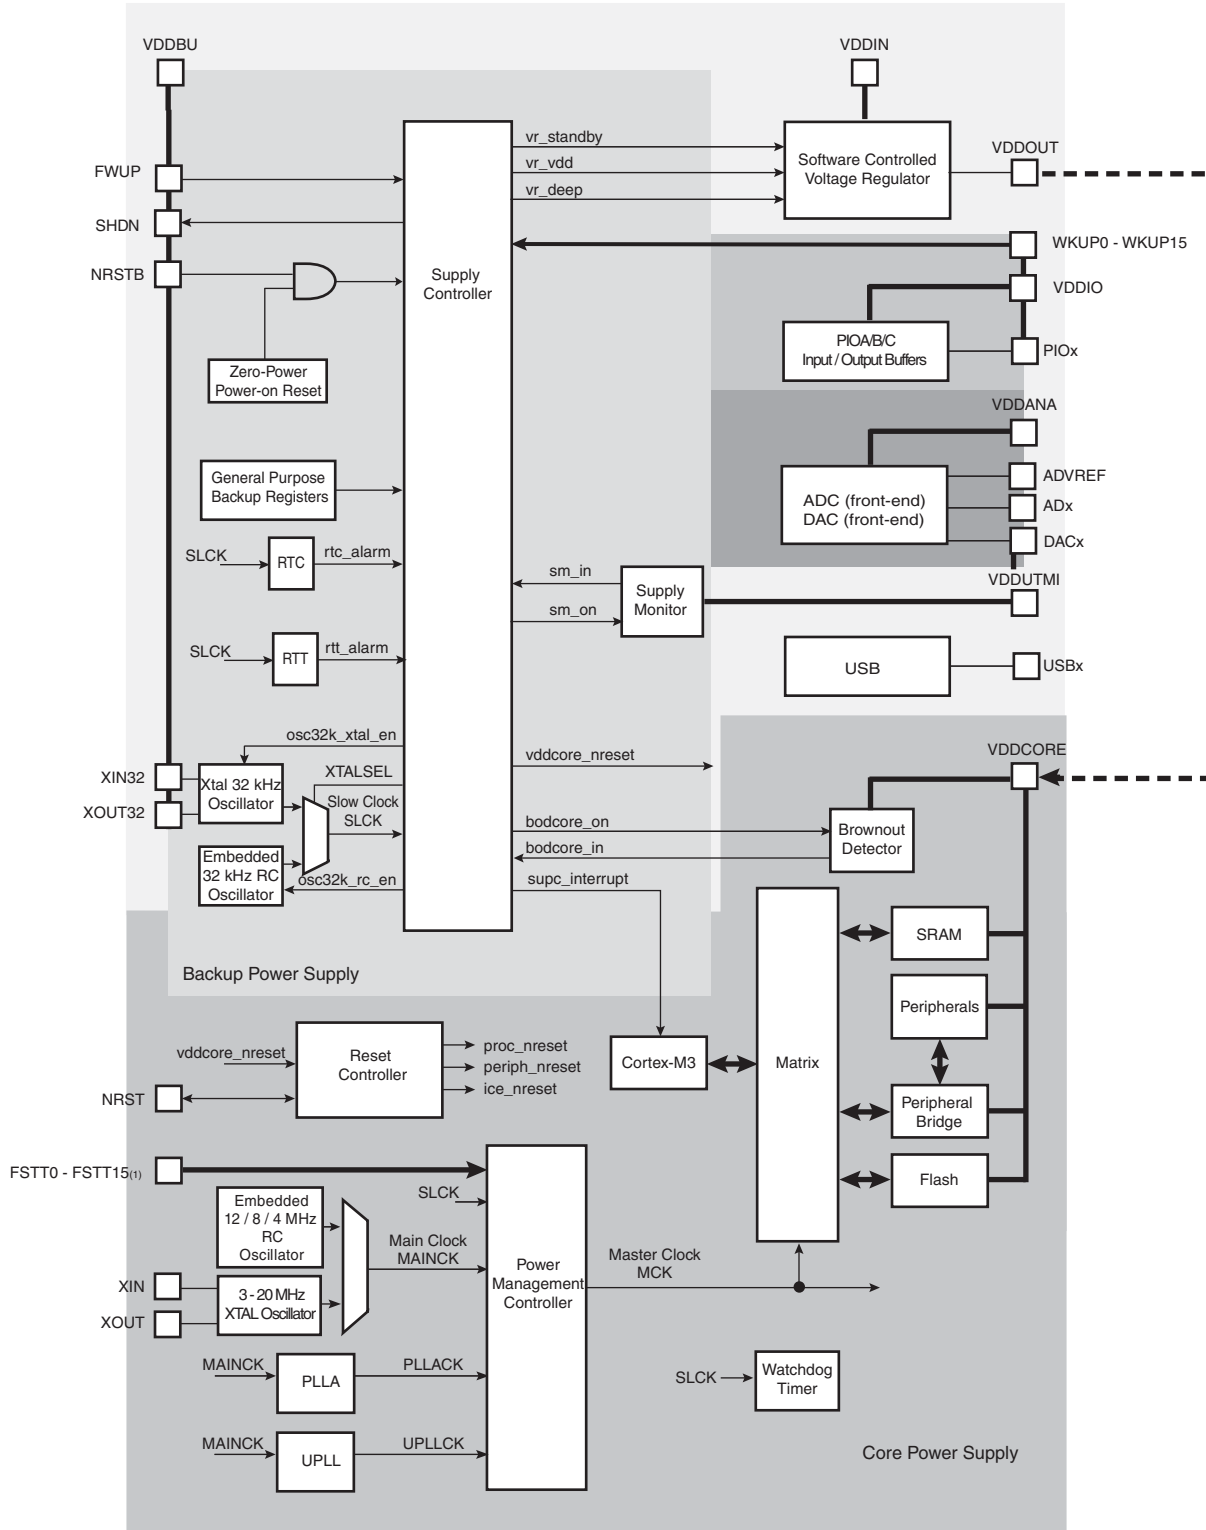 VDDBU
VDDIN
FWUP
SHDN
NRSTB
Supply
Controller
vr_standby
vr_vdd
vr_deep
Software Controlled
Voltage Regulator
VDDOUT
WKUP0 - WKUP15
VDDIO
PIOA/B/C
Input / Output Buffers
PIOx
Zero-Power
Power-on Reset
VDDANA
ADC (front-end)
DAC (front-end)
ADVREF
ADx
DACx
General Purpose
Backup Registers
SLCK
RTC
rtc_alarm
sm_in
sm_on
Supply
Monitor
VDDUTMI
SLCK
RTT
rtt_alarm
USB
USBx
osc32k_xtal_en
XTALSEL
XIN32
XOUT32
Xtal 32 kHz
Oscillator
Slow Clock
SLCK
Embedded
32 kHz RC
Oscillator
osc32k_rc_en
vddcore_nreset
VDDCORE
bodcore_on
bodcore_in
Brownout
Detector
supc_interrupt
Backup Power Supply
SRAM
Peripherals
Matrix
Cortex-M3
Peripheral
Bridge
Flash
vddcore_nreset
Reset
Controller
proc_nreset
periph_nreset
ice_nreset
NRST
FSTT0 - FSTT15(1)
SLCK
Embedded
12 / 8 / 4 MHz
RC
Oscillator
Main Clock
MAINCK
XIN
XOUT
3 - 20 MHz
XTAL Oscillator
Power
Management
Controller
Master Clock
MCK
MAINCK
PLLA
PLLACK
SLCK
Watchdog
Timer
MAINCK
UPLL
UPLLCK
Core Power Supply